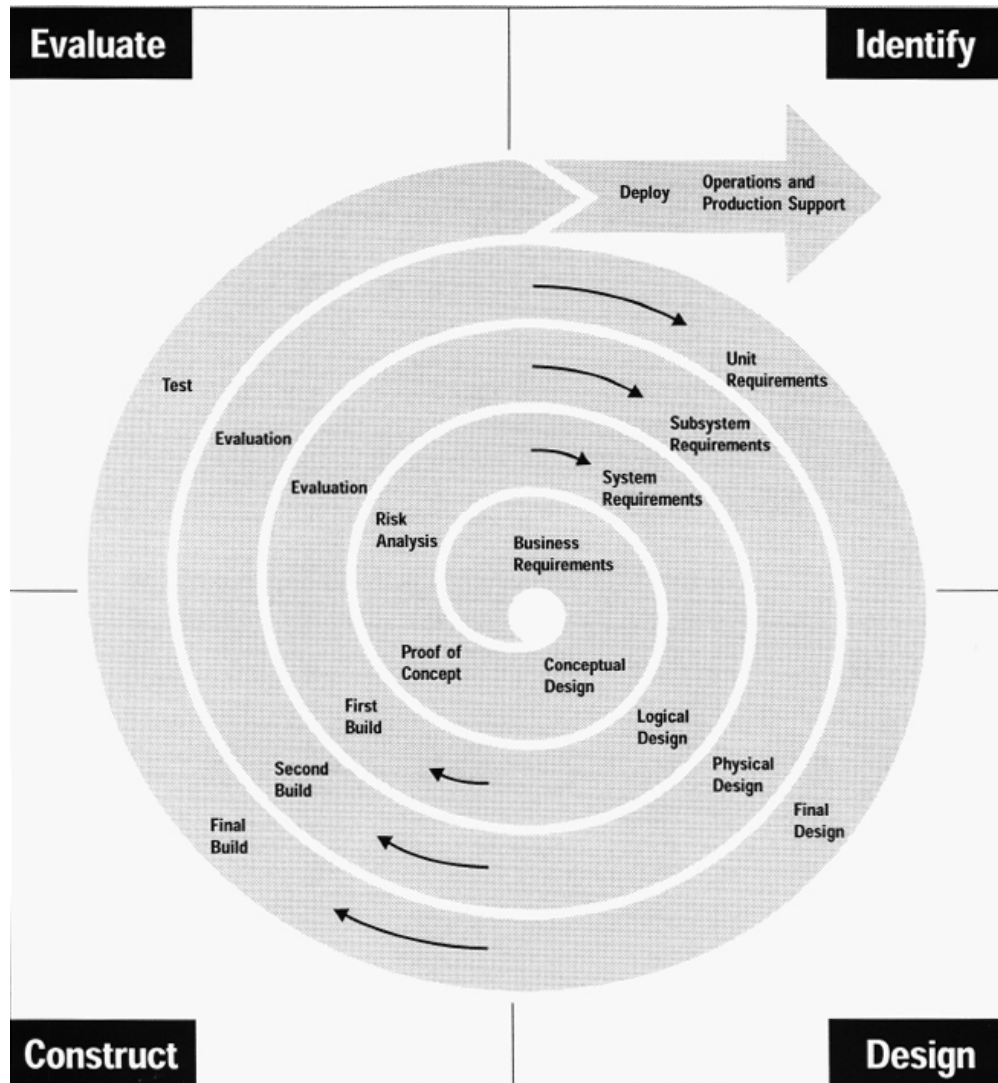 Evaluate
Identify
Deploy
Operations and
Production Support
Unit
Requirements
Test
Subsystem
Requirements
Evaluation
System
Requirements
Evaluation
Risk
Analysis
Business
Requirements
Proof of
Concept
Conceptual
Design
First
Build
Logical
Design
Second
Build
Physical
Design
Final
Build
Final
Design
Construct
Design